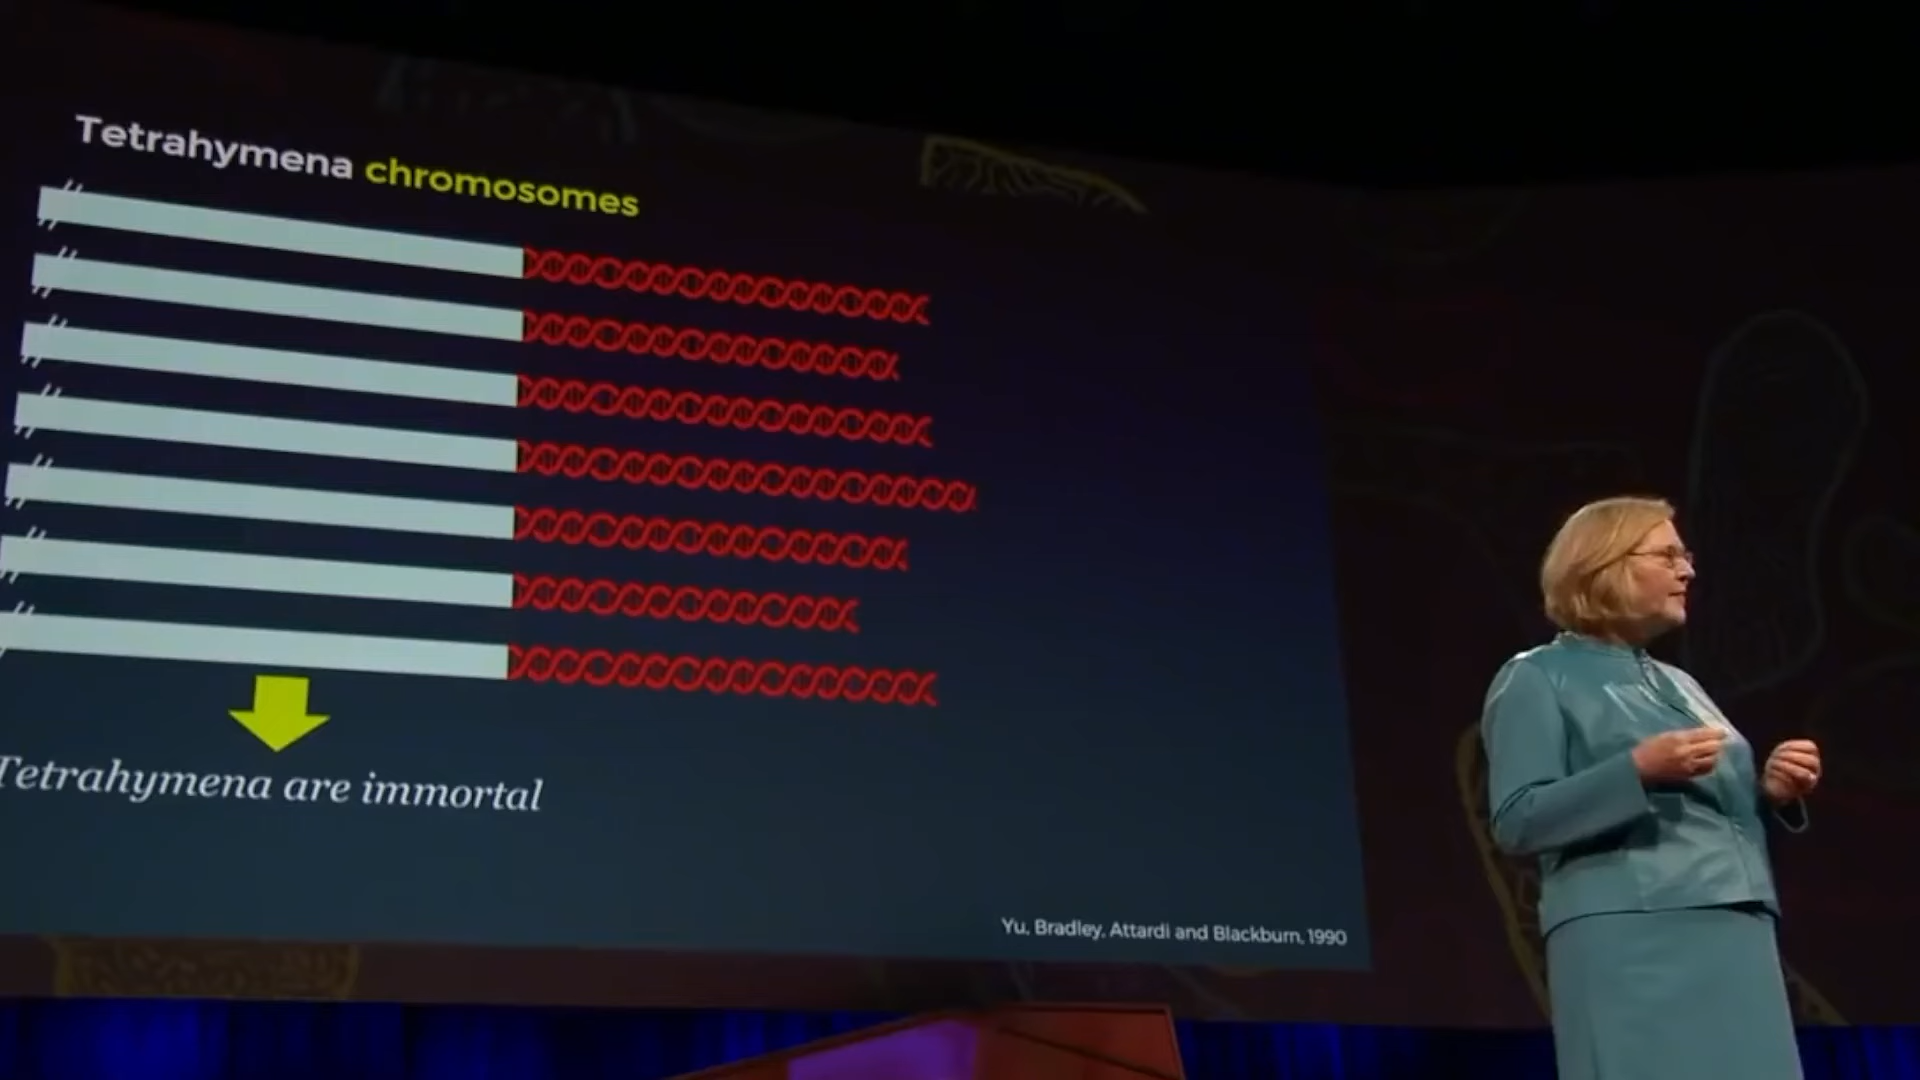 Tetrahymena chromosomes
Tetrahymena are immortal
Yu, Bradley, Attardi and Blackburn, 1990